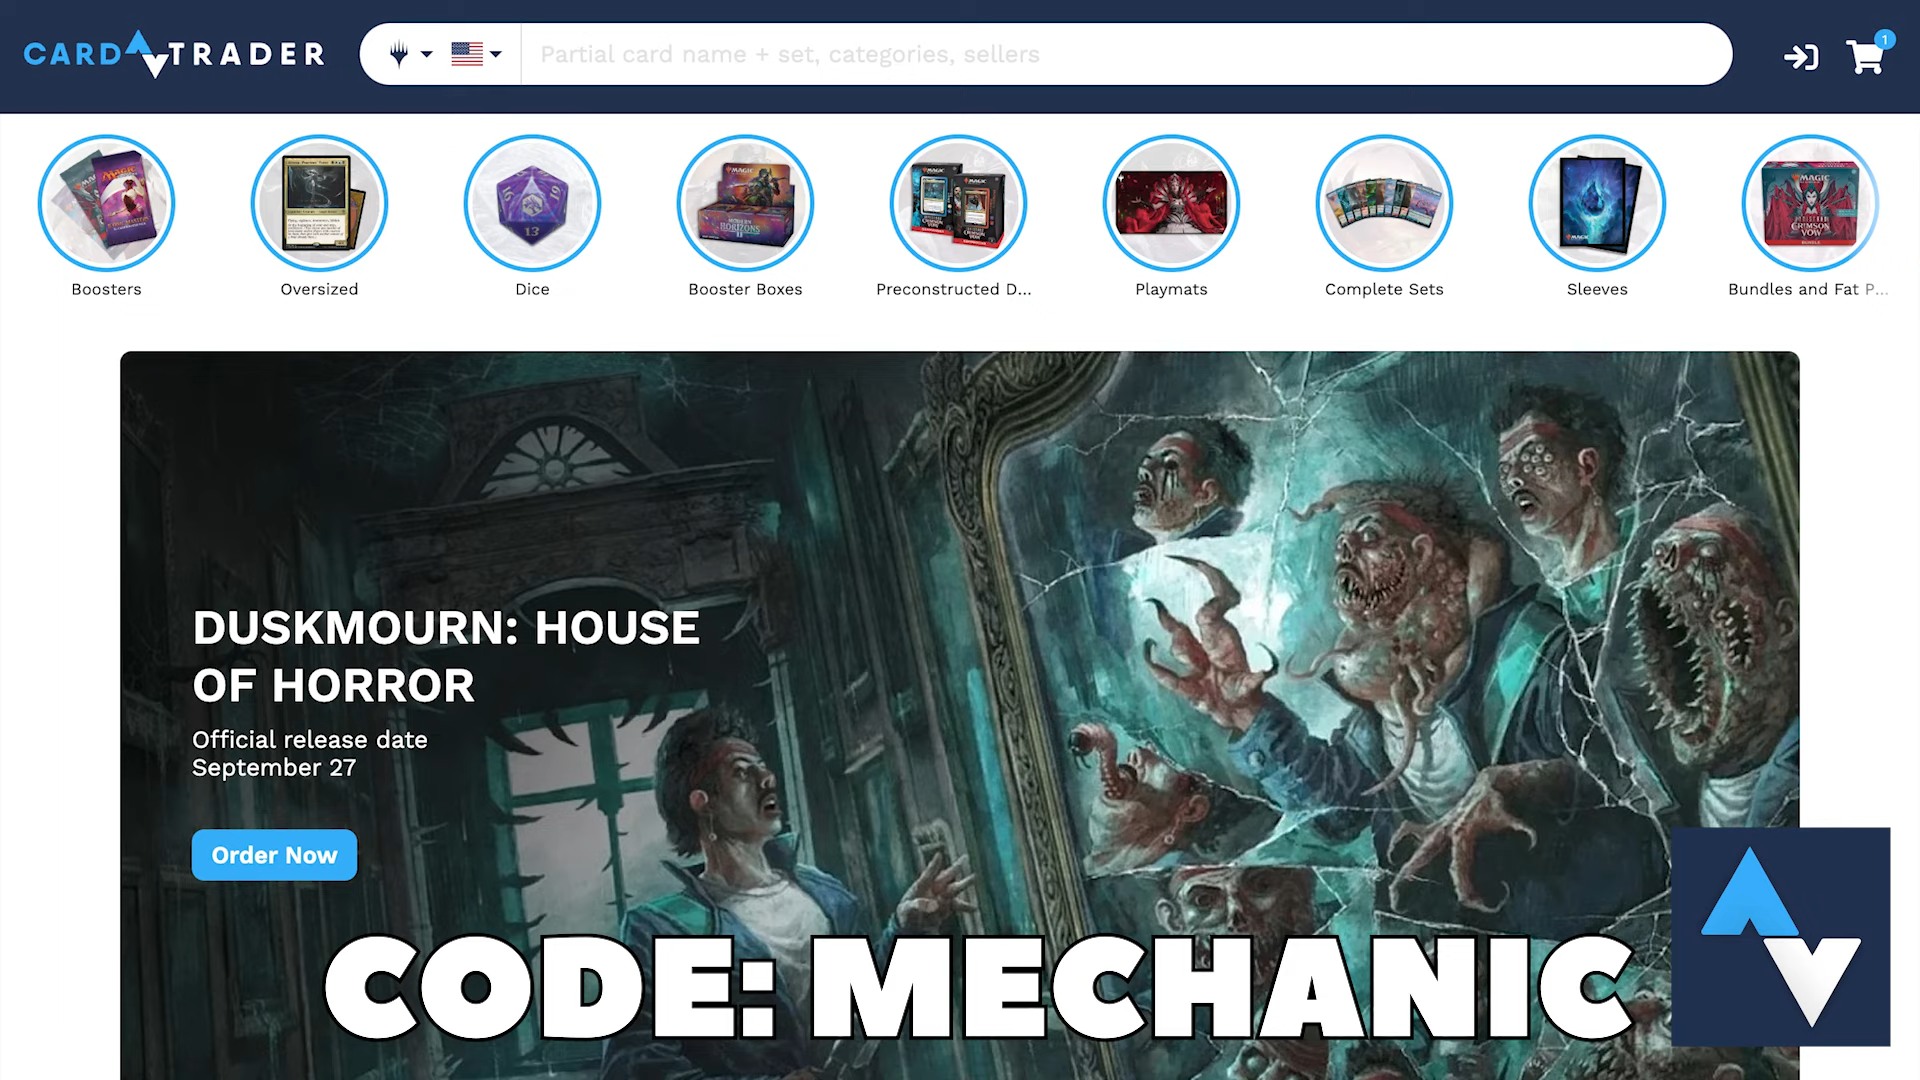 CARD TRADER
Partial card name + set, categories, sellers
1
Boosters
Oversized
Dice
Booster Boxes
Preconstructed D...
Playmats
Complete Sets
Sleeves
Bundles and Fat P...
DUSKMOURN: HOUSE
OF HORROR
Official release date
September 27
Order Now
CODE: MECHANIC